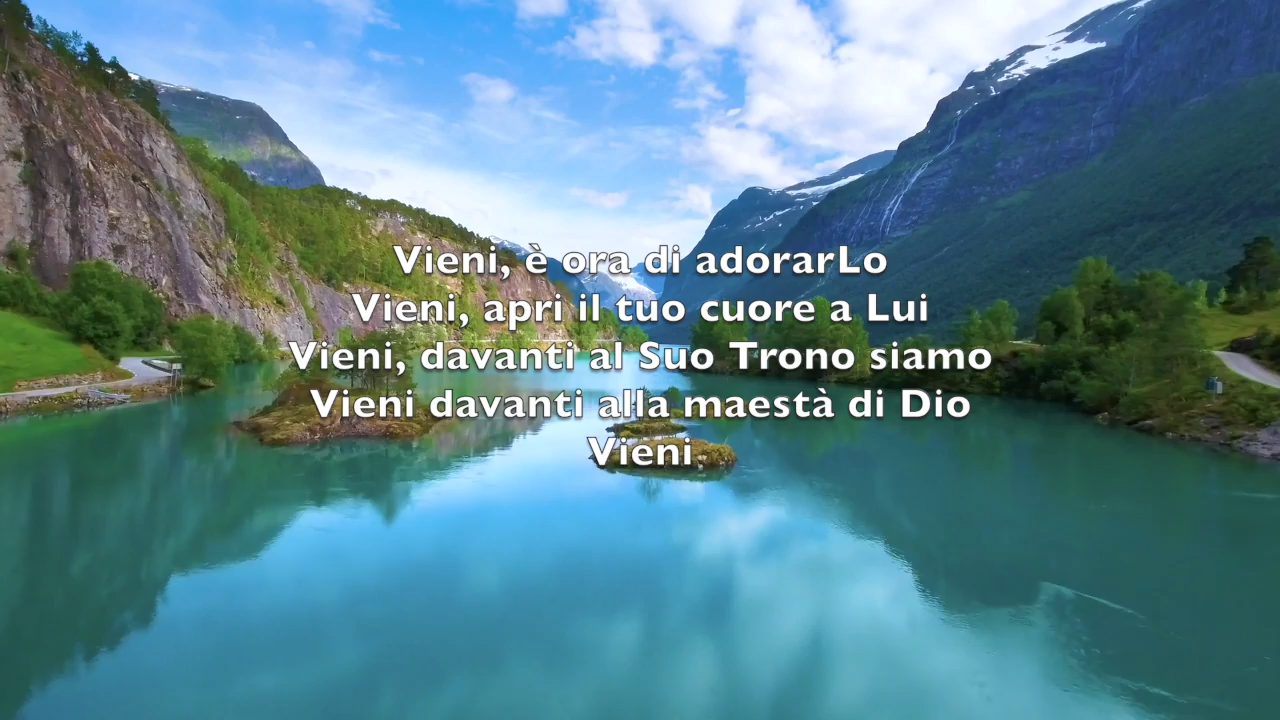 Vieni, è ora di adorarLo
Vieni, apri il tuo cuore a Lui
Vieni, davanti al Suo Trono siamo
Vieni davanti alla maestà di Dio
Vieni